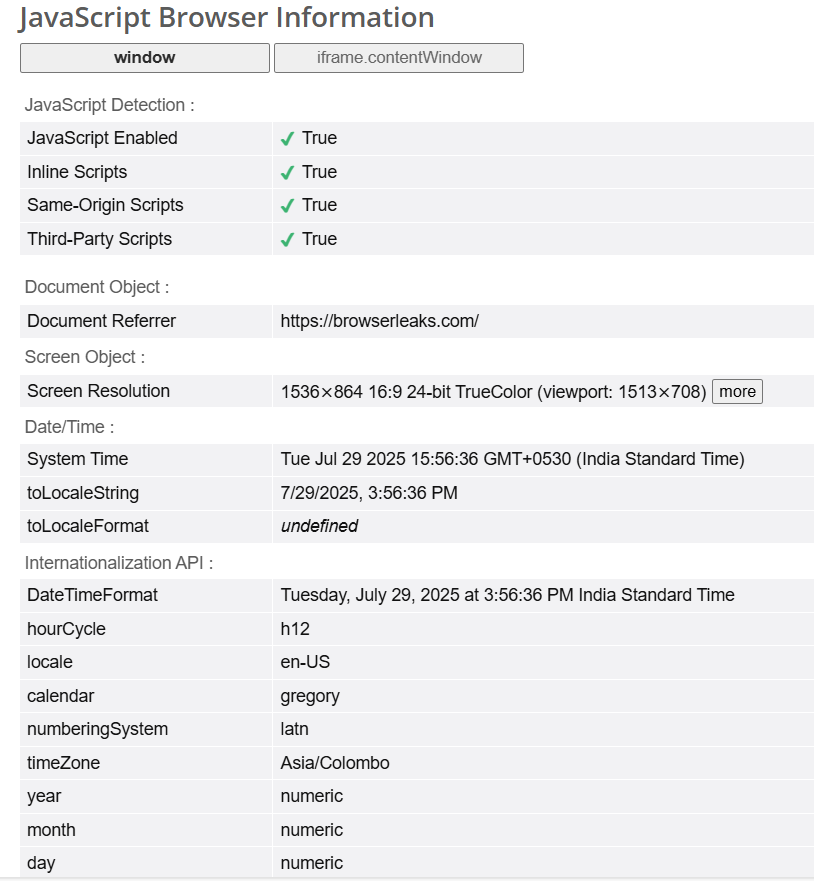 JavaScript Browser Information
window iframe.contentWindow
JavaScript Detection :
JavaScript Enabled ✔ True
Inline Scripts ✔ True
Same-Origin Scripts ✔ True
Third-Party Scripts ✔ True
Document Object :
Document Referrer https://browserleaks.com/
Screen Object :
Screen Resolution 1536×864 16:9 24-bit TrueColor (viewport: 1513×708) more
Date/Time :
System Time Tue Jul 29 2025 15:56:36 GMT+0530 (India Standard Time)
toLocaleString 7/29/2025, 3:56:36 PM
toLocaleFormat undefined
Internationalization API :
DateTimeFormat Tuesday, July 29, 2025 at 3:56:36 PM India Standard Time
hourCycle h12
locale en-US
calendar gregory
numberingSystem latn
timeZone Asia/Colombo
year numeric
month numeric
day numeric